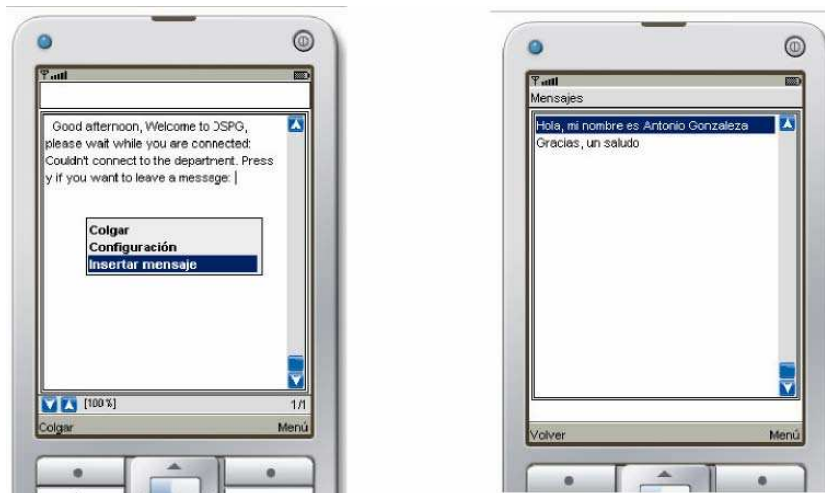 Good afternoon, Welcome to DSPG,
please wait while you are connected:
Couldn't connect to the department. Press
y if you want to leave a message: |
Colgar
Configuración
Insertar mensaje
[100 %]
1/1
Colgar
Menú
Mensajes
Hola, mi nombre es Antonio Gonzaleza
Gracias, un saludo
Volver
Menú